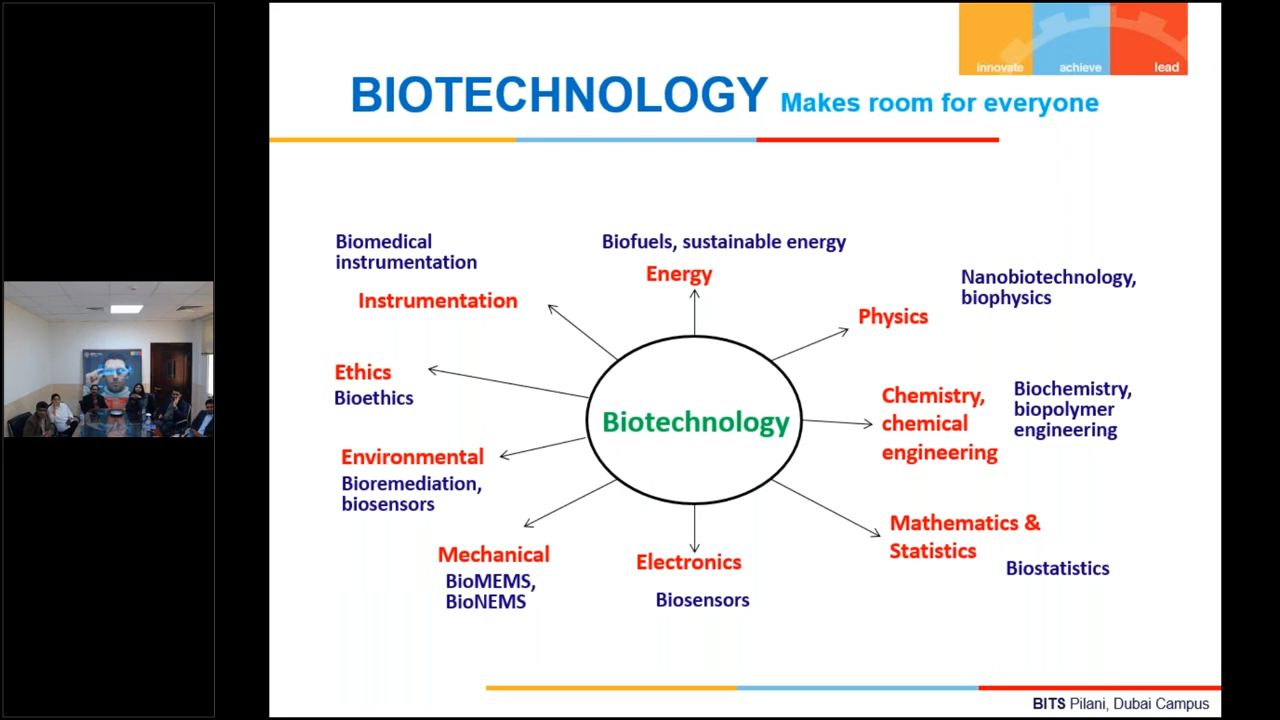 innovate achieve lead
BIOTECHNOLOGY Makes room for everyone
Biomedical
instrumentation
Instrumentation
Biofuels, sustainable energy
Energy
Nanobiotechnology,
biophysics
Physics
Ethics
Bioethics
Chemistry,
chemical
engineering
Biochemistry,
biopolymer
engineering
Biotechnology
Environmental
Bioremediation,
biosensors
Mechanical
BioMEMS,
BioNEMS
Electronics
Biosensors
Mathematics &
Statistics
Biostatistics
BITS Pilani, Dubai Campus